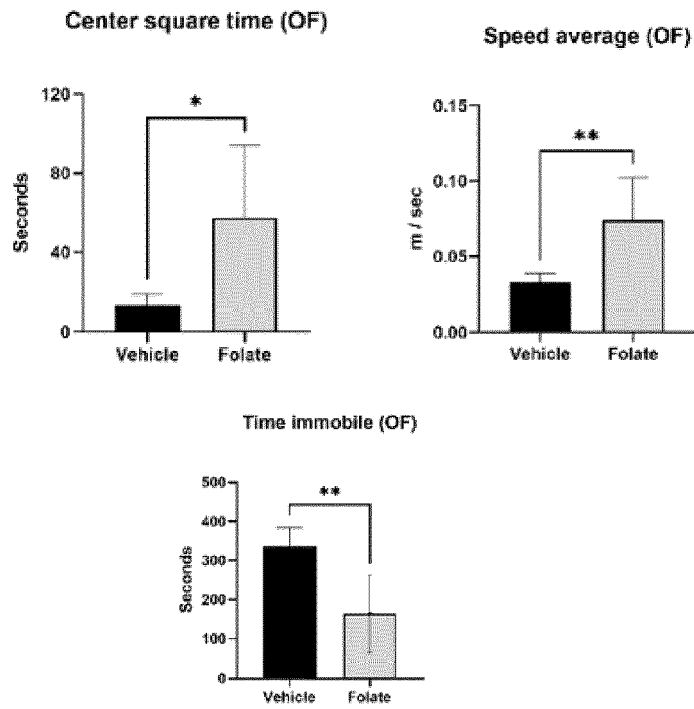 Center square time (OF)
*
120
80
40
0
Seconds
Vehicle Folate
Speed average (OF)
**
0.15
0.10
0.05
0.00
m / sec
Vehicle Folate
Time immobile (OF)
**
500
400
300
200
100
0
Seconds
Vehicle Folate